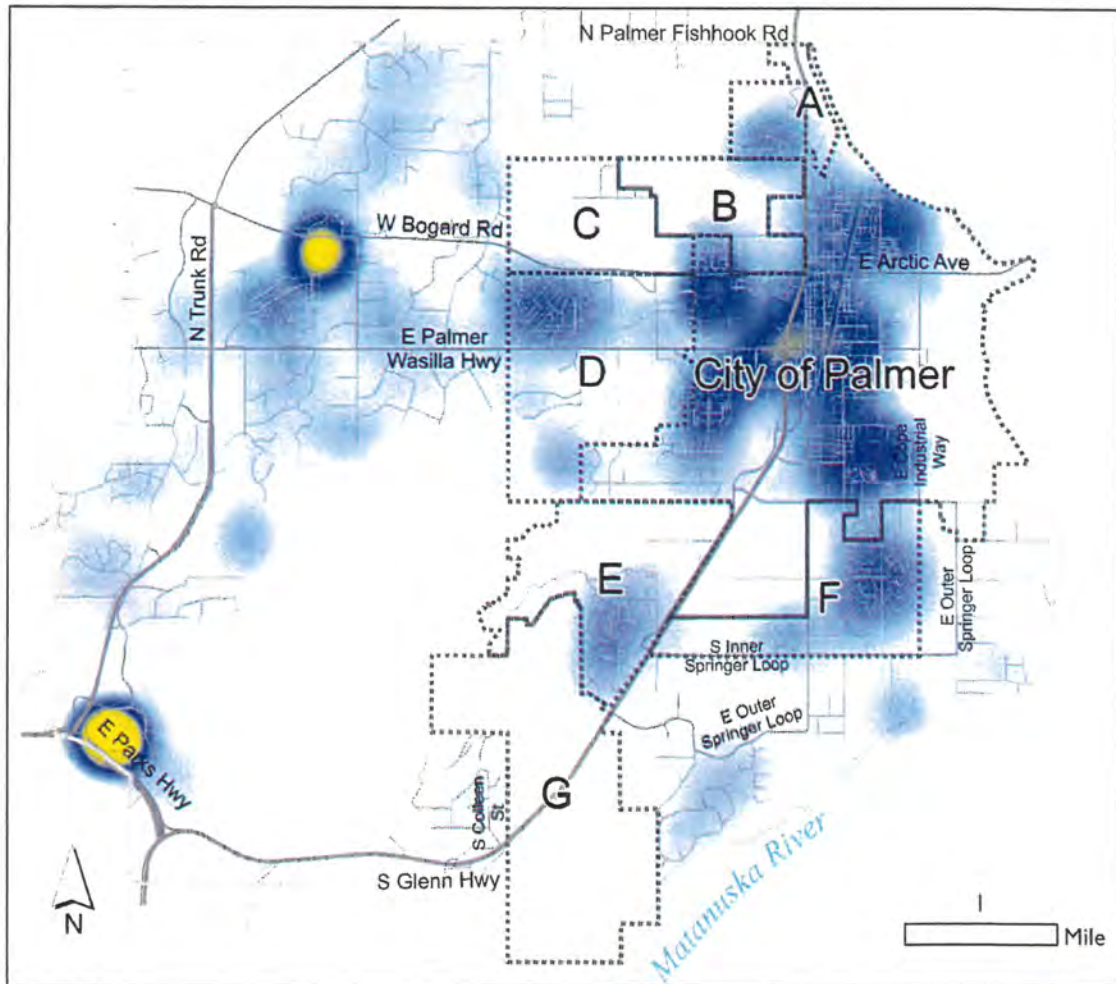 N Palmer Fishhook Rd
A
W Bogard Rd
C
B
E Arctic Ave
N Trunk Rd
E Palmer
Wasilla Hwy
D
City of Palmer
E Cope
Industrial
Way
E
F
E Outer
Springer Loop
S Inner
Springer Loop
E Outer
Springer Loop
E Parks Hwy
G
S Colleen
St
S Glenn Hwy
Matanuska River
N
1
Mile